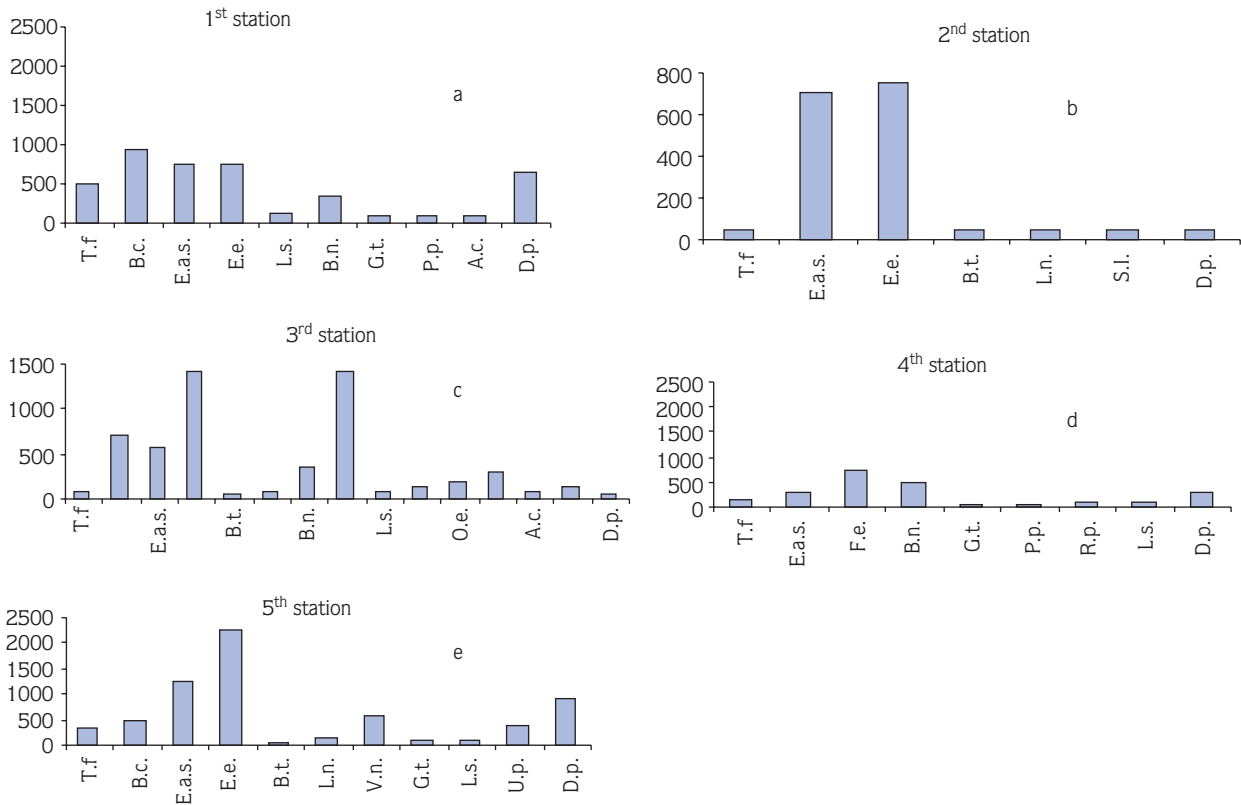 1st station
a
2500
2000
1500
1000
500
0
T.f
B.c.
E.a.s.
E.e.
L.s.
B.n.
G.t.
P.p.
A.c.
D.p.
2nd station
b
800
600
400
200
0
T.f
E.a.s.
E.e.
B.t.
L.n.
S.l.
D.p.
3rd station
c
1500
1000
500
0
T.f
E.a.s.
B.t.
B.n.
L.s.
O.e.
A.c.
D.p.
4th station
d
2500
2000
1500
1000
500
0
T.f
E.a.s.
F.e.
B.n.
G.t.
P.p.
R.p.
L.s.
D.p.
5th station
e
2500
2000
1500
1000
500
0
T.f
B.c.
E.a.s.
E.e.
B.t.
L.n.
V.n.
G.t.
L.s.
U.p.
D.p.